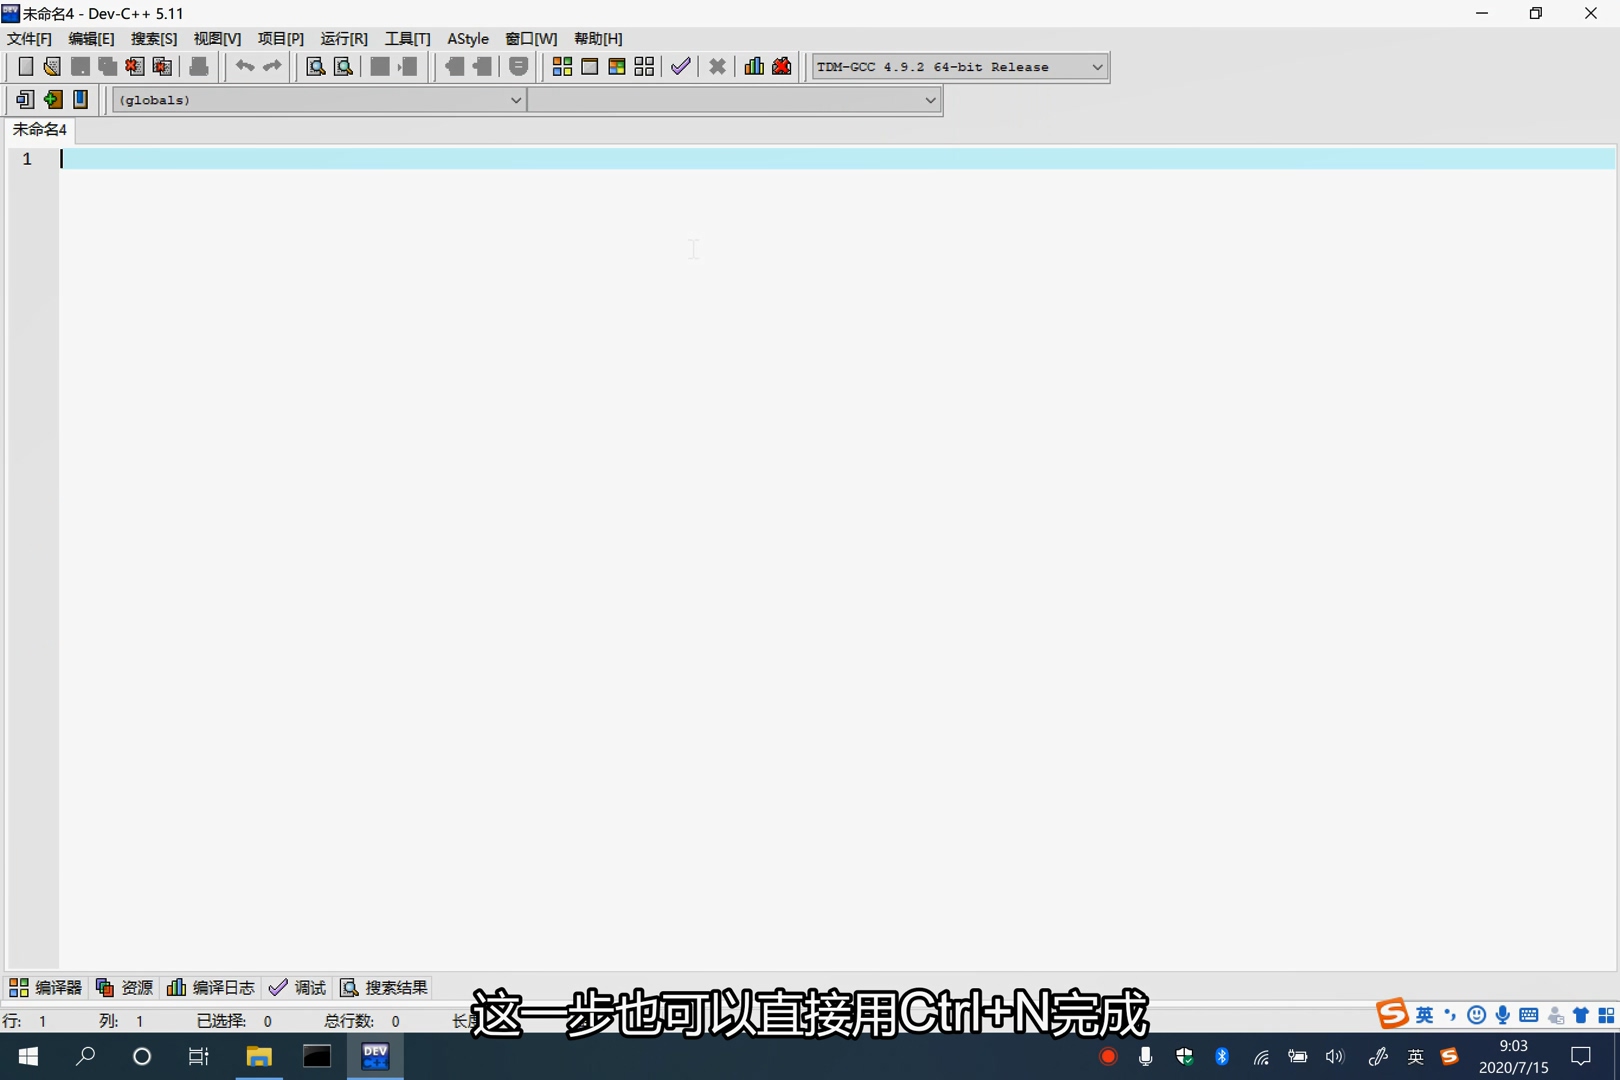 未命名4 - Dev-C++ 5.11
文件[F] 编辑[E] 搜索[S] 视图[V] 项目[P] 运行[R] 工具[T] AStyle 窗口[W] 帮助[H]
TDM-GCC 4.9.2 64-bit Release
(globals)
未命名4
1
编译器 资源 编译日志 调试 搜索结果
这一步也可以直接用Ctrl+N完成
行: 1 列: 1 已选择: 0 总行数: 0
英
DEV C++ 英 9:03
2020/7/15